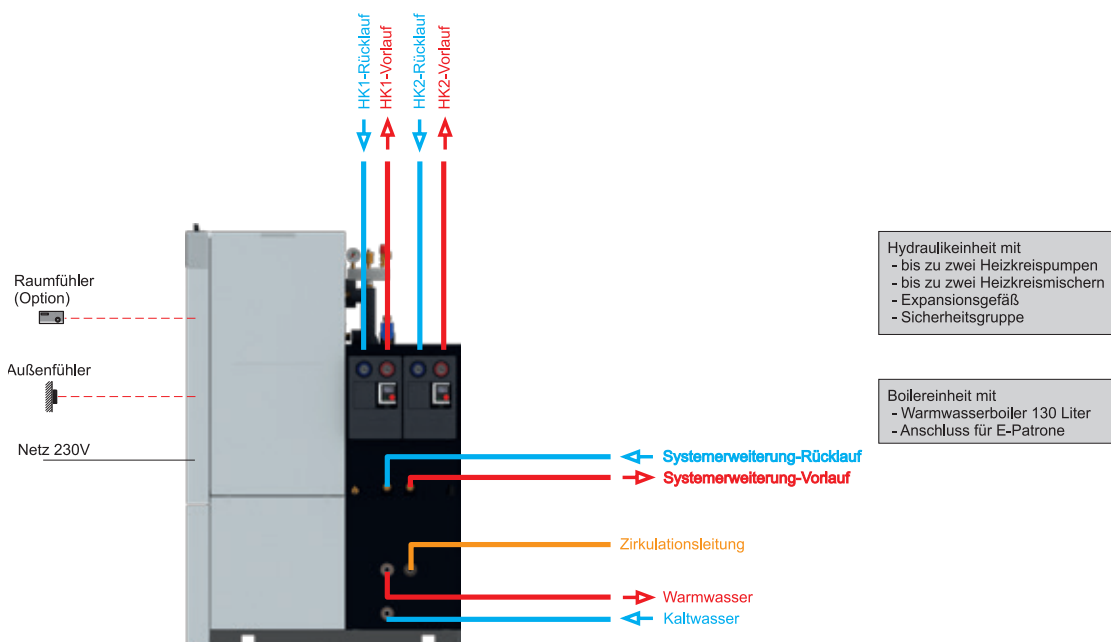 HK1-Rücklauf
HK1-Vorlauf
HK2-Rücklauf
HK2-Vorlauf
Raumfühler
(Option)
Außenfühler
Netz 230V
Hydraulikeinheit mit
- bis zu zwei Heizkreispumpen
- bis zu zwei Heizkreismischern
- Expansionsgefäß
- Sicherheitsgruppe
Boilereinheit mit
- Warmwasserboiler 130 Liter
- Anschluss für E-Patrone
Systemerweiterung-Rücklauf
Systemerweiterung-Vorlauf
Zirkulationsleitung
Warmwasser
Kaltwasser